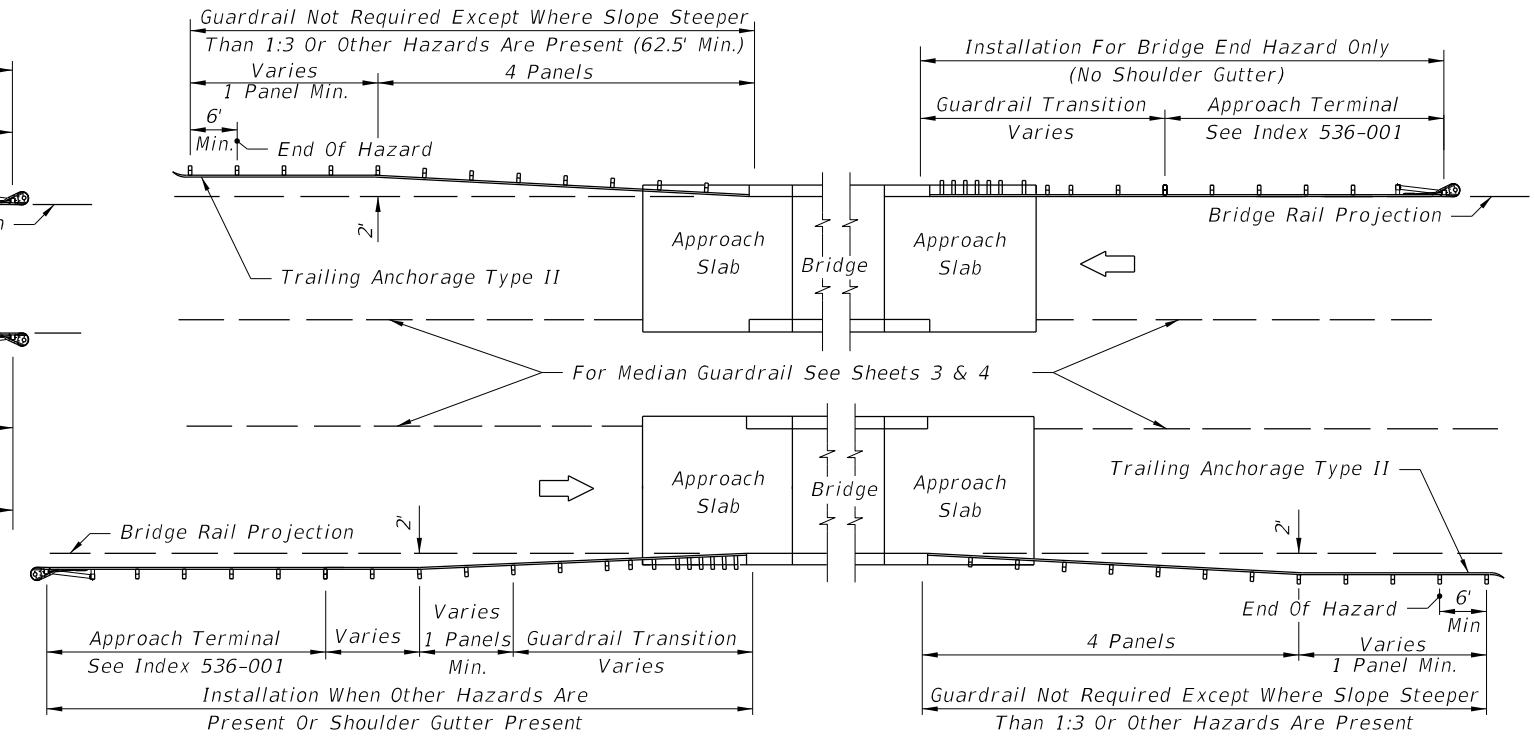 Guardrail Not Required Except Where Slope Steeper
Than 1:3 Or Other Hazards Are Present (62.5' Min.)
Varies
1 Panel Min.
4 Panels
6'
Min.
End Of Hazard
2'
Trailing Anchorage Type II
Installation For Bridge End Hazard Only
(No Shoulder Gutter)
Guardrail Transition
Varies
Approach Terminal
See Index 536-001
Bridge Rail Projection
Approach
Slab
Bridge
Approach
Slab
n
For Median Guardrail See Sheets 3 & 4
Approach
Slab
Bridge
Approach
Slab
Trailing Anchorage Type II
Bridge Rail Projection
2'
2'
Approach Terminal
See Index 536-001
Varies
Varies
1 Panels
Min.
Guardrail Transition
Varies
Installation When Other Hazards Are
Present Or Shoulder Gutter Present
End Of Hazard
6'
Min
4 Panels
Varies
1 Panel Min.
Guardrail Not Required Except Where Slope Steeper
Than 1:3 Or Other Hazards Are Present